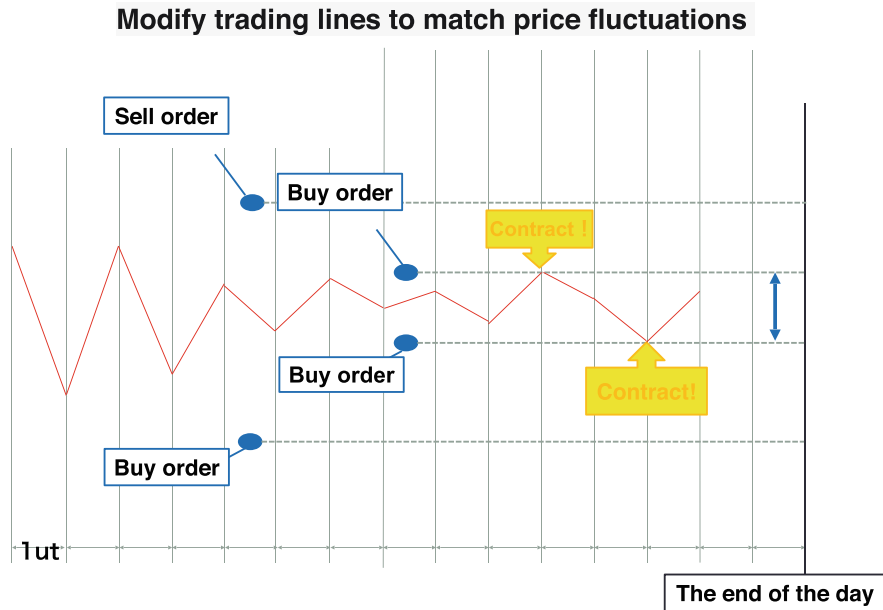 Modify trading lines to match price fluctuations
Sell order
Buy order
Contract !
Buy order
Contract!
Buy order
1ut
The end of the day